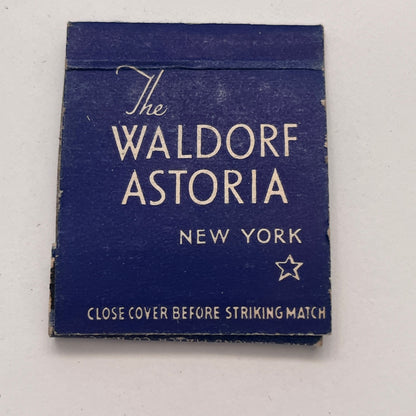 The
WALDORF
ASTORIA
NEW YORK
CLOSE COVER BEFORE STRIKING MATCH